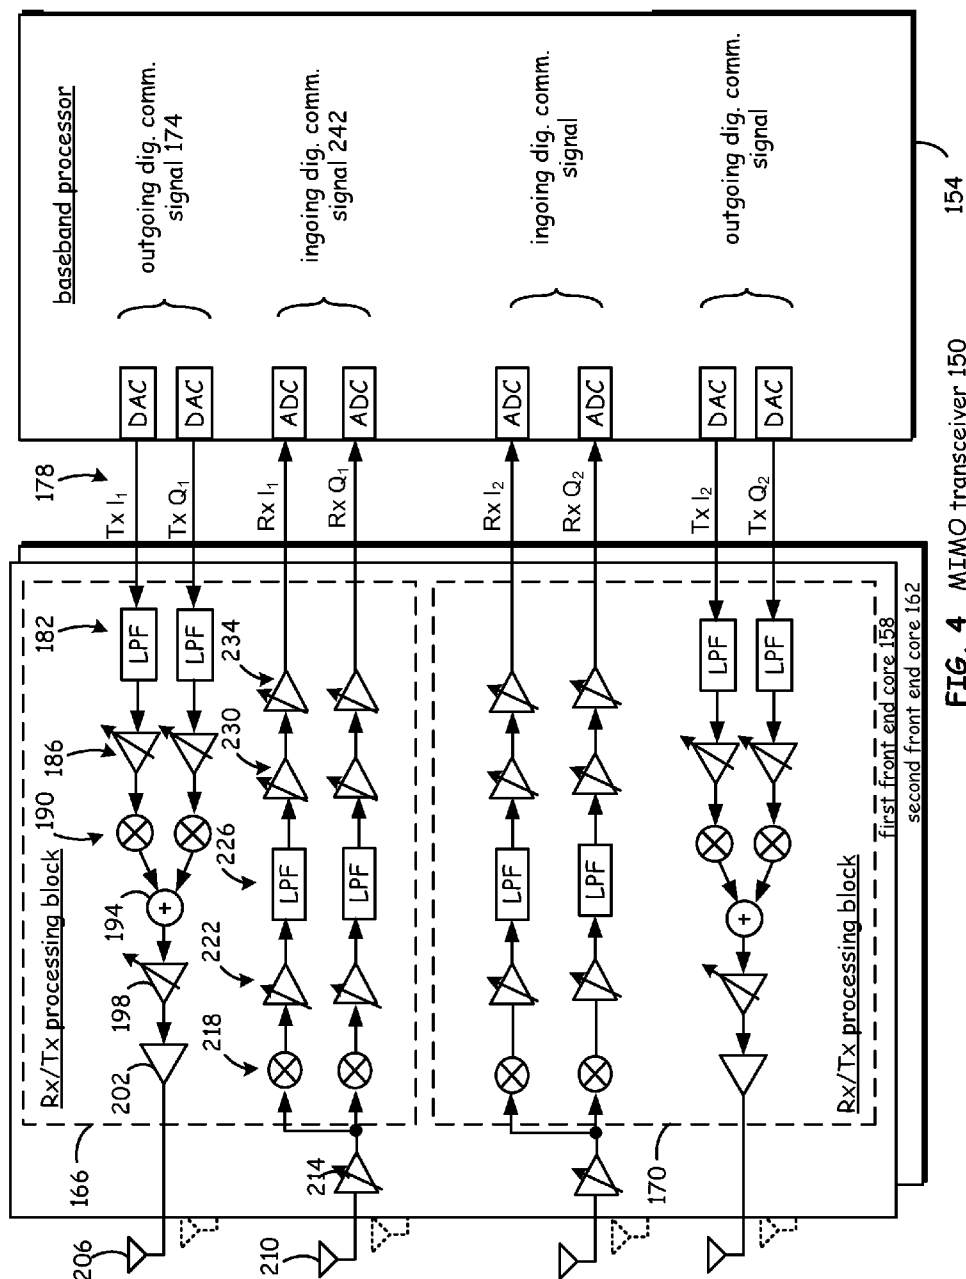 baseband processor
outgoing dig. comm.
signal 174
ingoing dig. comm.
signal 242
ingoing dig. comm.
signal
outgoing dig. comm.
signal
154
DAC
DAC
ADC
ADC
ADC
ADC
DAC
DAC
178
Tx I1
Tx Q1
Rx I1
Rx Q1
Rx I2
Rx Q2
Tx I2
Tx Q2
182
LPF
LPF
186
190
194
198
202
Rx/Tx processing block
166
206
234
230
226
LPF
LPF
222
218
214
210
LPF
LPF
LPF
LPF
Rx/Tx processing block
170
first front end core 158
second front end core 162
FIG. 4 MIMO transceiver 150
+
+